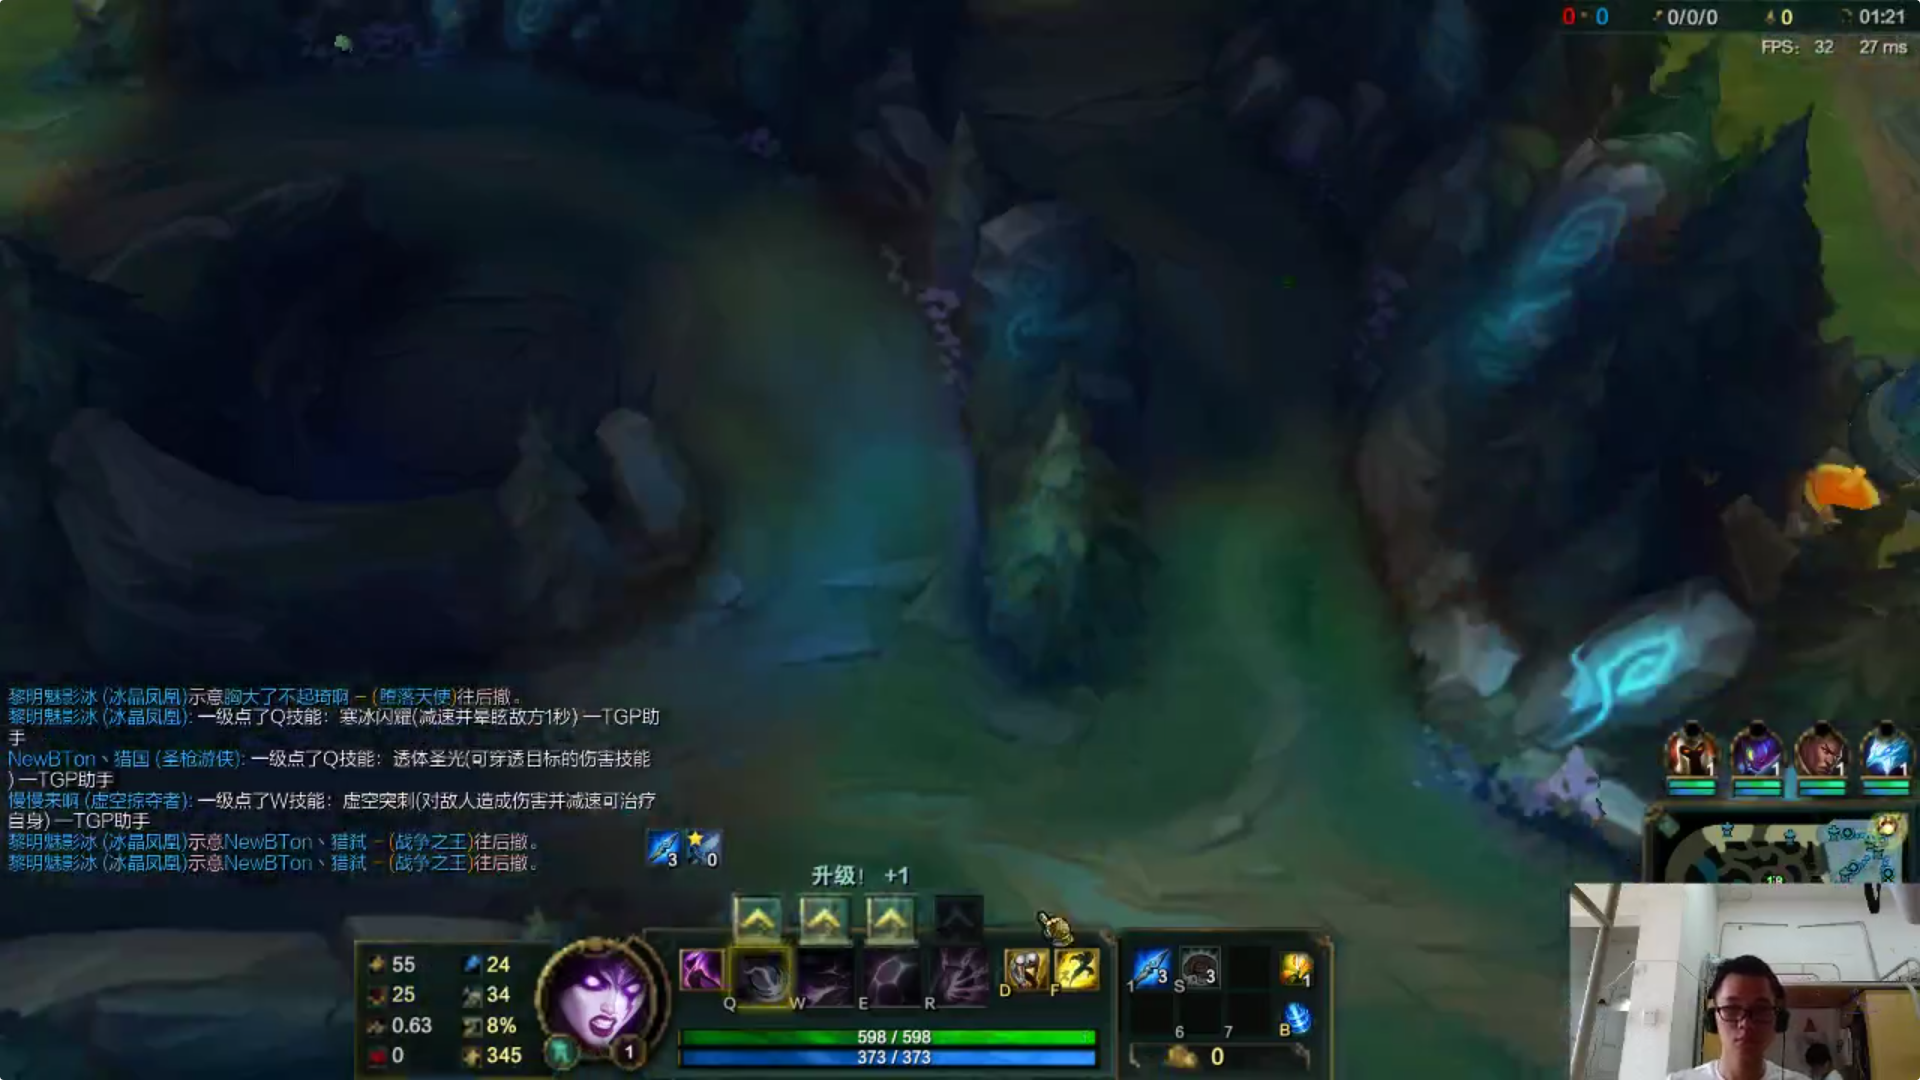 0 0 0/0/0 0 01:21
FPS: 32 27 ms
黎明魅影冰 (冰晶凤凰)示意胸大了不起琦啊 - (堕落天使)往后撤。
黎明魅影冰 (冰晶凤凰): 一级点了Q技能：寒冰闪耀(减速并晕眩敌方1秒) —TGP助
手
NewBTon丶猎国 (圣枪游侠): 一级点了Q技能：透体圣光(可穿透目标的伤害技能
) —TGP助手
慢慢来啊 (虚空掠夺者): 一级点了W技能：虚空突刺(对敌人造成伤害并减速可治疗
自身) —TGP助手
黎明魅影冰 (冰晶凤凰)示意NewBTon丶猎弑 - (战争之王)往后撤。
黎明魅影冰 (冰晶凤凰)示意NewBTon丶猎弑 - (战争之王)往后撤。
3 0
升级！ +1
1 1 1 1
55 24
25 34
0.63 8%
0 345
1
Q W E R D F
1 3 S 3 1
6 7 B
598 / 598
373 / 373
0